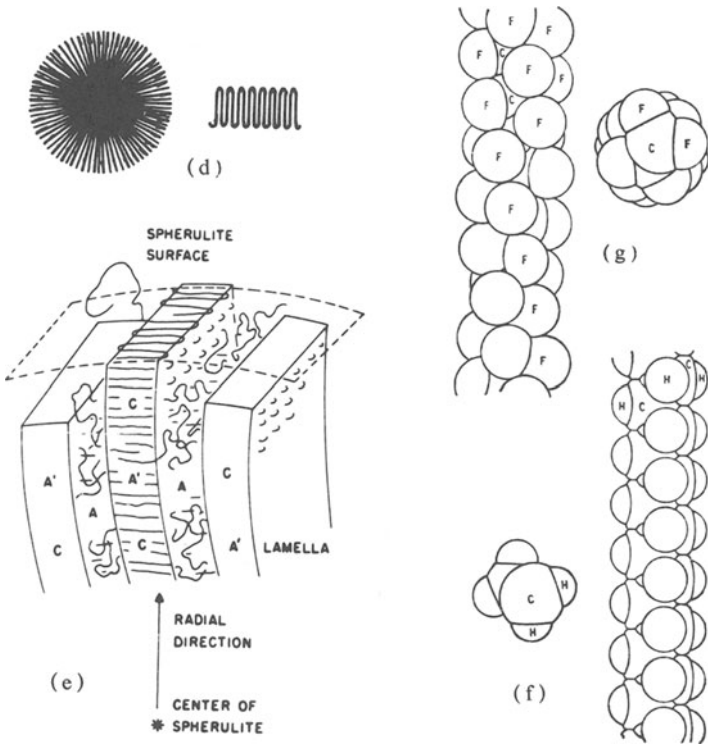 (d)
SPHERULITE
SURFACE
C
A'
A'
A
A
C
C
C
A'
LAMELLA
RADIAL
DIRECTION
(e)
CENTER OF
SPHERULITE
F
F
F
C
F
F
C
F
F
F
F
F
F
F
F
F
C
F
(g)
C
H
H
H
C
C
H
H
(f)